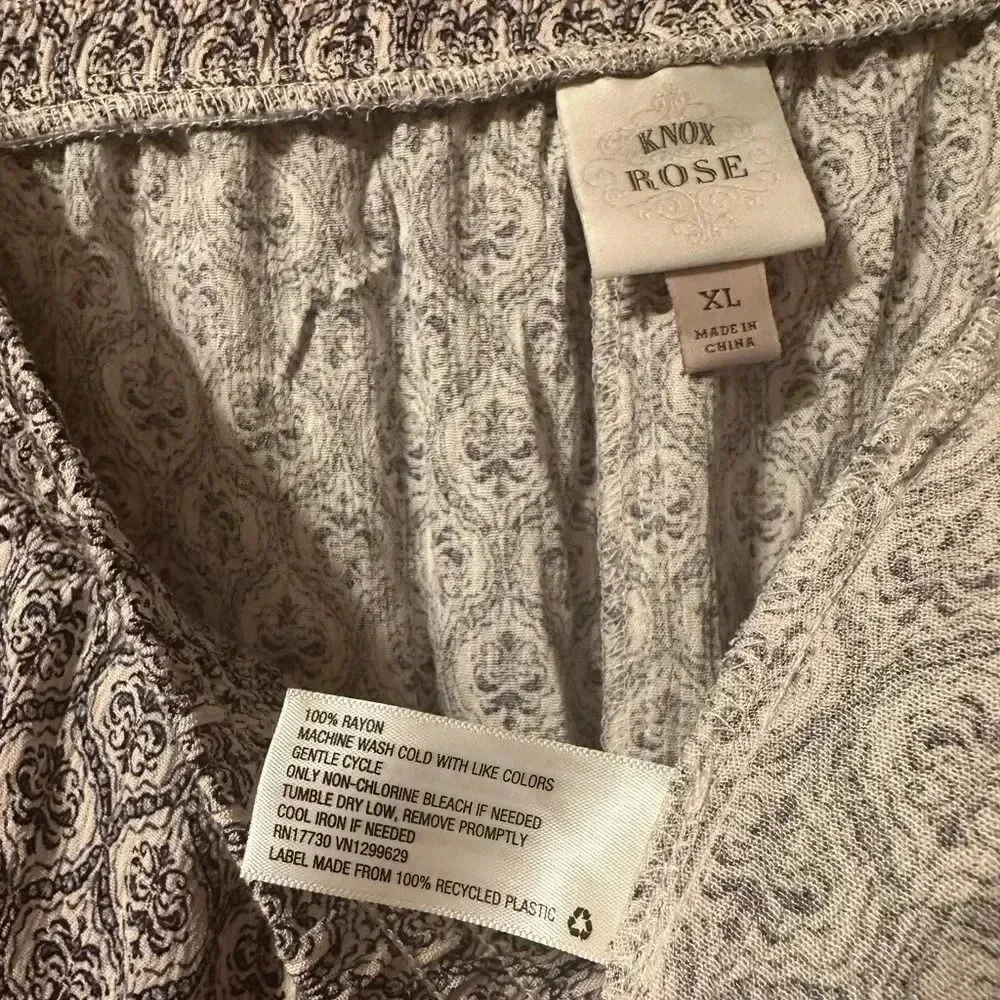 KNOX
ROSE
XL
MADE IN
CHINA
100% RAYON
MACHINE WASH COLD WITH LIKE COLORS
GENTLE CYCLE
ONLY NON-CHLORINE BLEACH IF NEEDED
TUMBLE DRY LOW, REMOVE PROMPTLY
COOL IRON IF NEEDED
RN17730 VN1299629
LABEL MADE FROM 100% RECYCLED PLASTIC